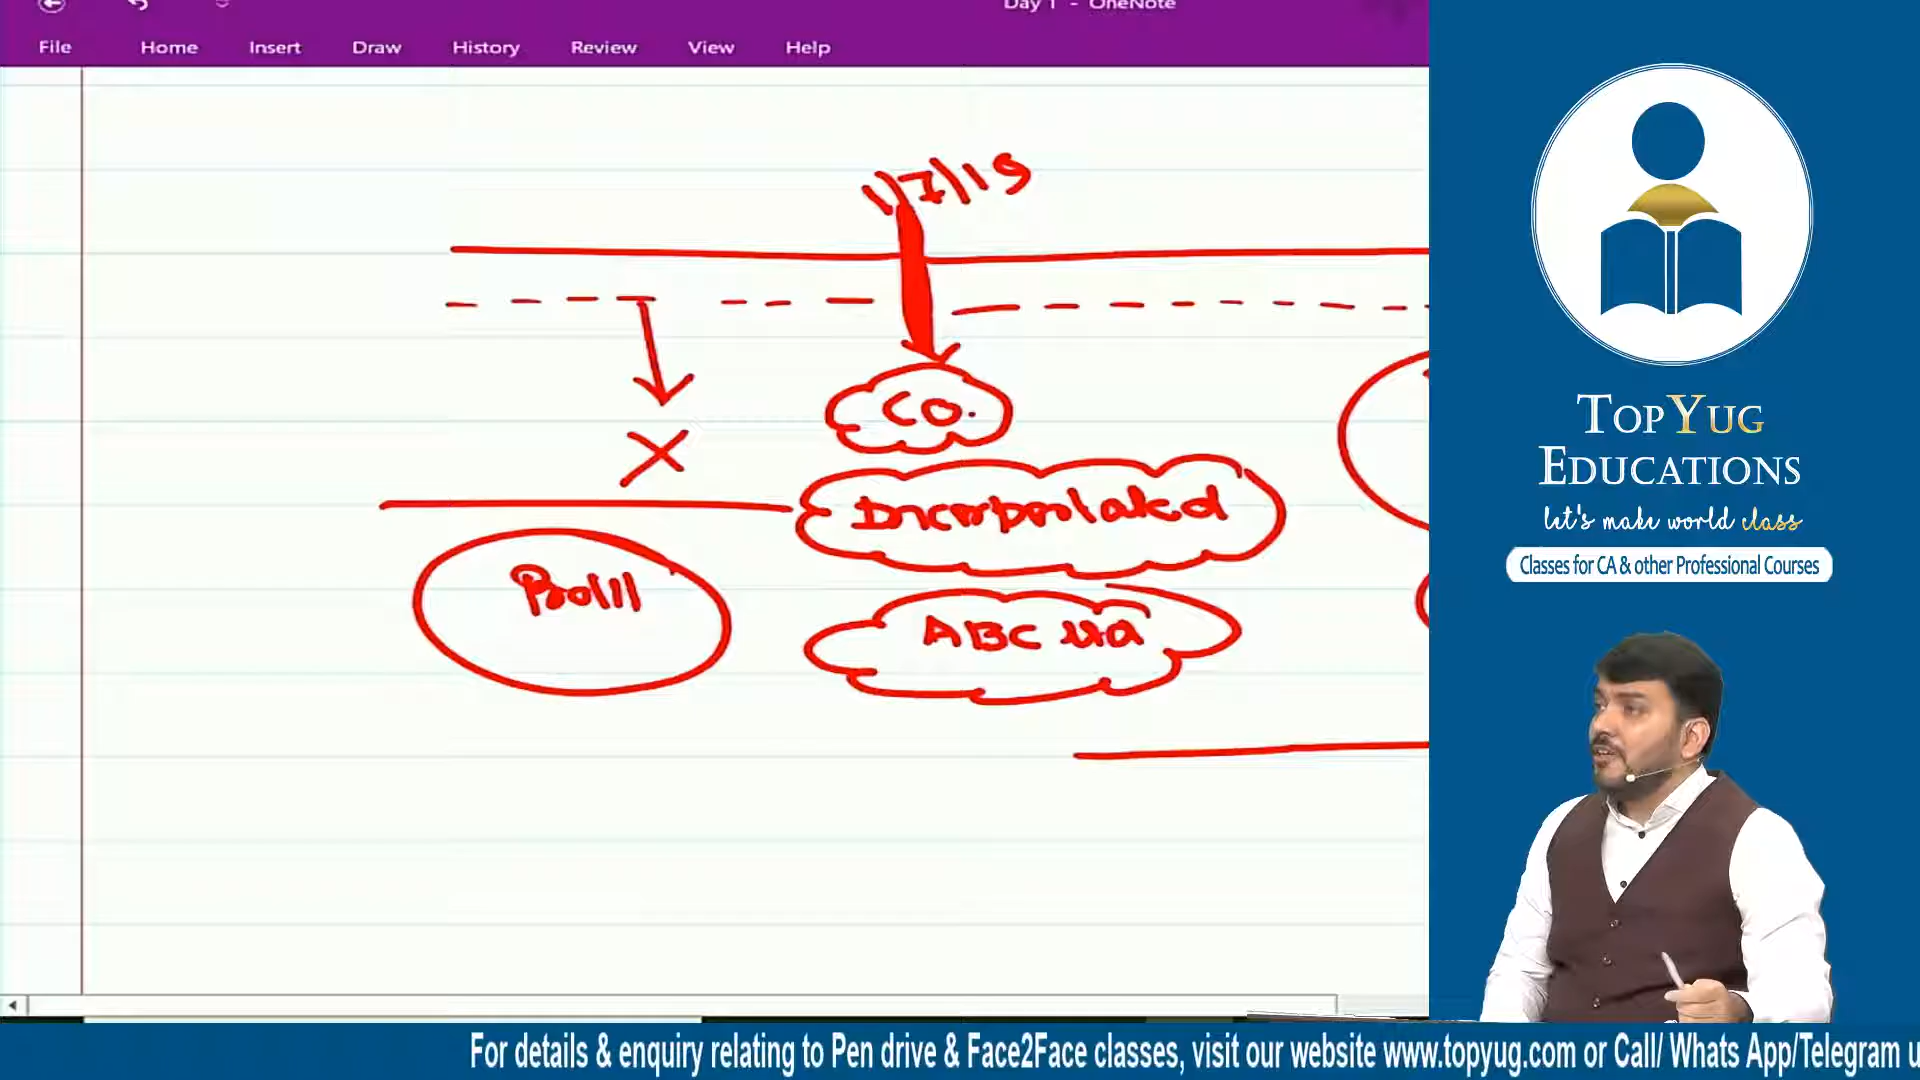 Day 1 - OneNote
File Home Insert Draw History Review View Help
1/7/19
CO.
Incorporated
ABC Ltd
TOPYUG
EDUCATIONS
let's make world class
Classes for CA & other Professional Courses
For details & enquiry relating to Pen drive & Face2Face classes, visit our website www.topyug.com or Call/ Whats App/Telegram u